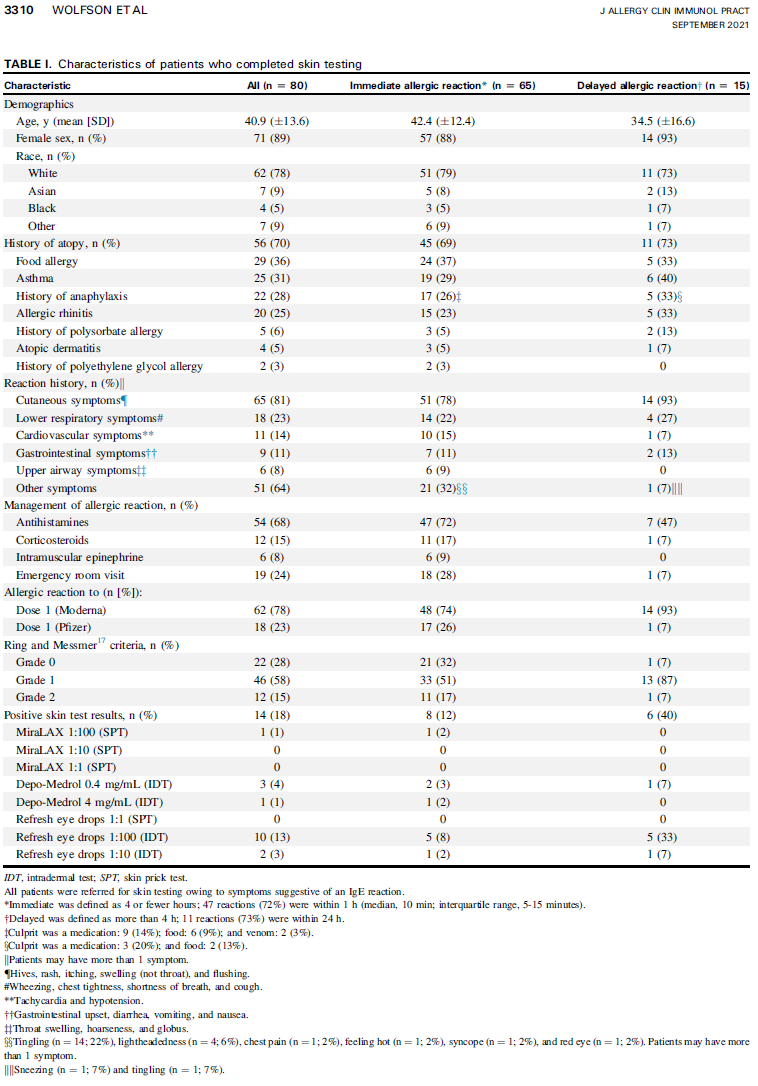 3310 WOLFSON ET AL
J ALLERGY CLIN IMMUNOL PRACT
SEPTEMBER 2021
TABLE I. Characteristics of patients who completed skin testing
Characteristic All (n = 80) Immediate allergic reaction* (n = 65) Delayed allergic reaction† (n = 15)
Demographics
Age, y (mean [SD]) 40.9 (±13.6) 42.4 (±12.4) 34.5 (±16.6)
Female sex, n (%) 71 (89) 57 (88) 14 (93)
Race, n (%)
White 62 (78) 51 (79) 11 (73)
Asian 7 (9) 5 (8) 2 (13)
Black 4 (5) 3 (5) 1 (7)
Other 7 (9) 6 (9) 1 (7)
History of atopy, n (%) 56 (70) 45 (69) 11 (73)
Food allergy 29 (36) 24 (37) 5 (33)
Asthma 25 (31) 19 (29) 6 (40)
History of anaphylaxis 22 (28) 17 (26)‡ 5 (33)§
Allergic rhinitis 20 (25) 15 (23) 5 (33)
History of polysorbate allergy 5 (6) 3 (5) 2 (13)
Atopic dermatitis 4 (5) 3 (5) 1 (7)
History of polyethylene glycol allergy 2 (3) 2 (3) 0
Reaction history, n (%)‖
Cutaneous symptoms¶ 65 (81) 51 (78) 14 (93)
Lower respiratory symptoms# 18 (23) 14 (22) 4 (27)
Cardiovascular symptoms** 11 (14) 10 (15) 1 (7)
Gastrointestinal symptoms†† 9 (11) 7 (11) 2 (13)
Upper airway symptoms‡‡ 6 (8) 6 (9) 0
Other symptoms 51 (64) 21 (32)§§ 1 (7)‖‖
Management of allergic reaction, n (%)
Antihistamines 54 (68) 47 (72) 7 (47)
Corticosteroids 12 (15) 11 (17) 1 (7)
Intramuscular epinephrine 6 (8) 6 (9) 0
Emergency room visit 19 (24) 18 (28) 1 (7)
Allergic reaction to (n [%]):
Dose 1 (Moderna) 62 (78) 48 (74) 14 (93)
Dose 1 (Pfizer) 18 (23) 17 (26) 1 (7)
Ring and Messmer17 criteria, n (%)
Grade 0 22 (28) 21 (32) 1 (7)
Grade 1 46 (58) 33 (51) 13 (87)
Grade 2 12 (15) 11 (17) 1 (7)
Positive skin test results, n (%) 14 (18) 8 (12) 6 (40)
MiraLAX 1:100 (SPT) 1 (1) 1 (2) 0
MiraLAX 1:10 (SPT) 0 0 0
MiraLAX 1:1 (SPT) 0 0 0
Depo-Medrol 0.4 mg/mL (IDT) 3 (4) 2 (3) 1 (7)
Depo-Medrol 4 mg/mL (IDT) 1 (1) 1 (2) 0
Refresh eye drops 1:1 (SPT) 0 0 0
Refresh eye drops 1:100 (IDT) 10 (13) 5 (8) 5 (33)
Refresh eye drops 1:10 (IDT) 2 (3) 1 (2) 1 (7)
IDT, intradermal test; SPT, skin prick test.
All patients were referred for skin testing owing to symptoms suggestive of an IgE reaction.
*Immediate was defined as 4 or fewer hours; 47 reactions (72%) were within 1 h (median, 10 min; interquartile range, 5-15 minutes).
†Delayed was defined as more than 4 h; 11 reactions (73%) were within 24 h.
‡Culprit was a medication: 9 (14%); food: 6 (9%); and venom: 2 (3%).
§Culprit was a medication: 3 (20%); and food: 2 (13%).
‖Patients may have more than 1 symptom.
¶Hives, rash, itching, swelling (not throat), and flushing.
#Wheezing, chest tightness, shortness of breath, and cough.
**Tachycardia and hypotension.
††Gastrointestinal upset, diarrhea, vomiting, and nausea.
‡‡Throat swelling, hoarseness, and globus.
§§Tingling (n = 14; 22%), lightheadedness (n = 4; 6%), chest pain (n = 1; 2%), feeling hot (n = 1; 2%), syncope (n = 1; 2%), and red eye (n = 1; 2%). Patients may have more
than 1 symptom.
‖‖Sneezing (n = 1; 7%) and tingling (n = 1; 7%).